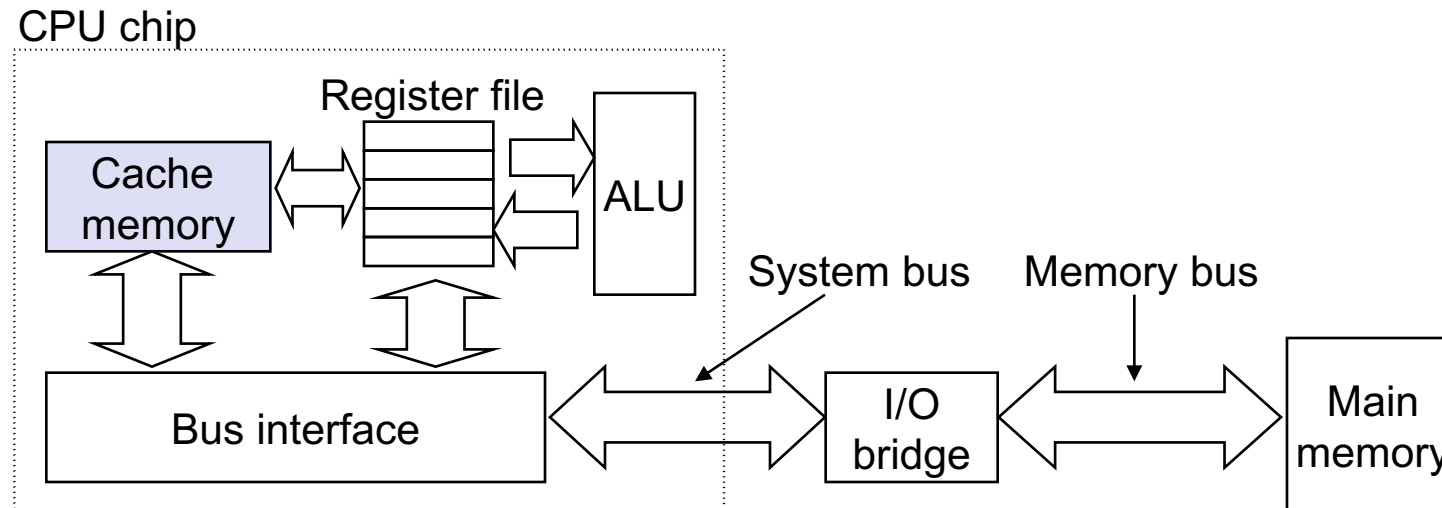 CPU chip
Register file
Cache
memory
ALU
System bus
Memory bus
Bus interface
I/O
bridge
Main
memory